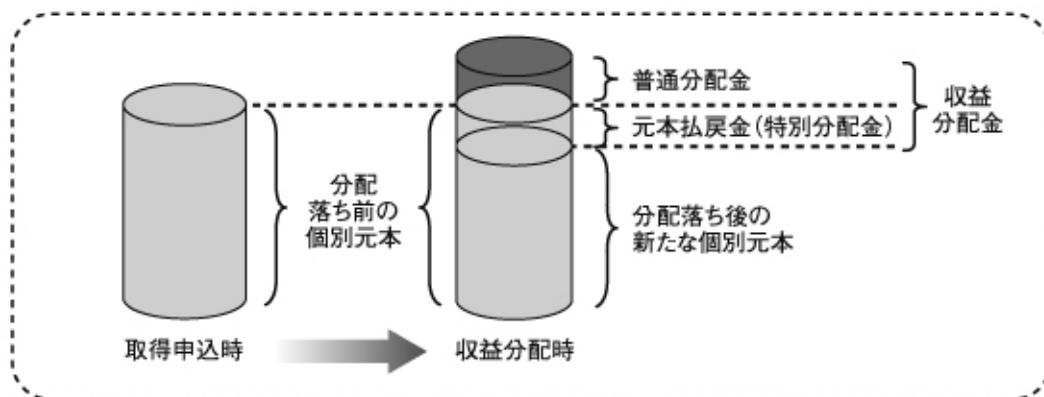 普通分配金
元本払戻金(特別分配金)
収益
分配金
分配
落ち前の
個別元本
分配落ち後の
新たな個別元本
取得申込時
収益分配時